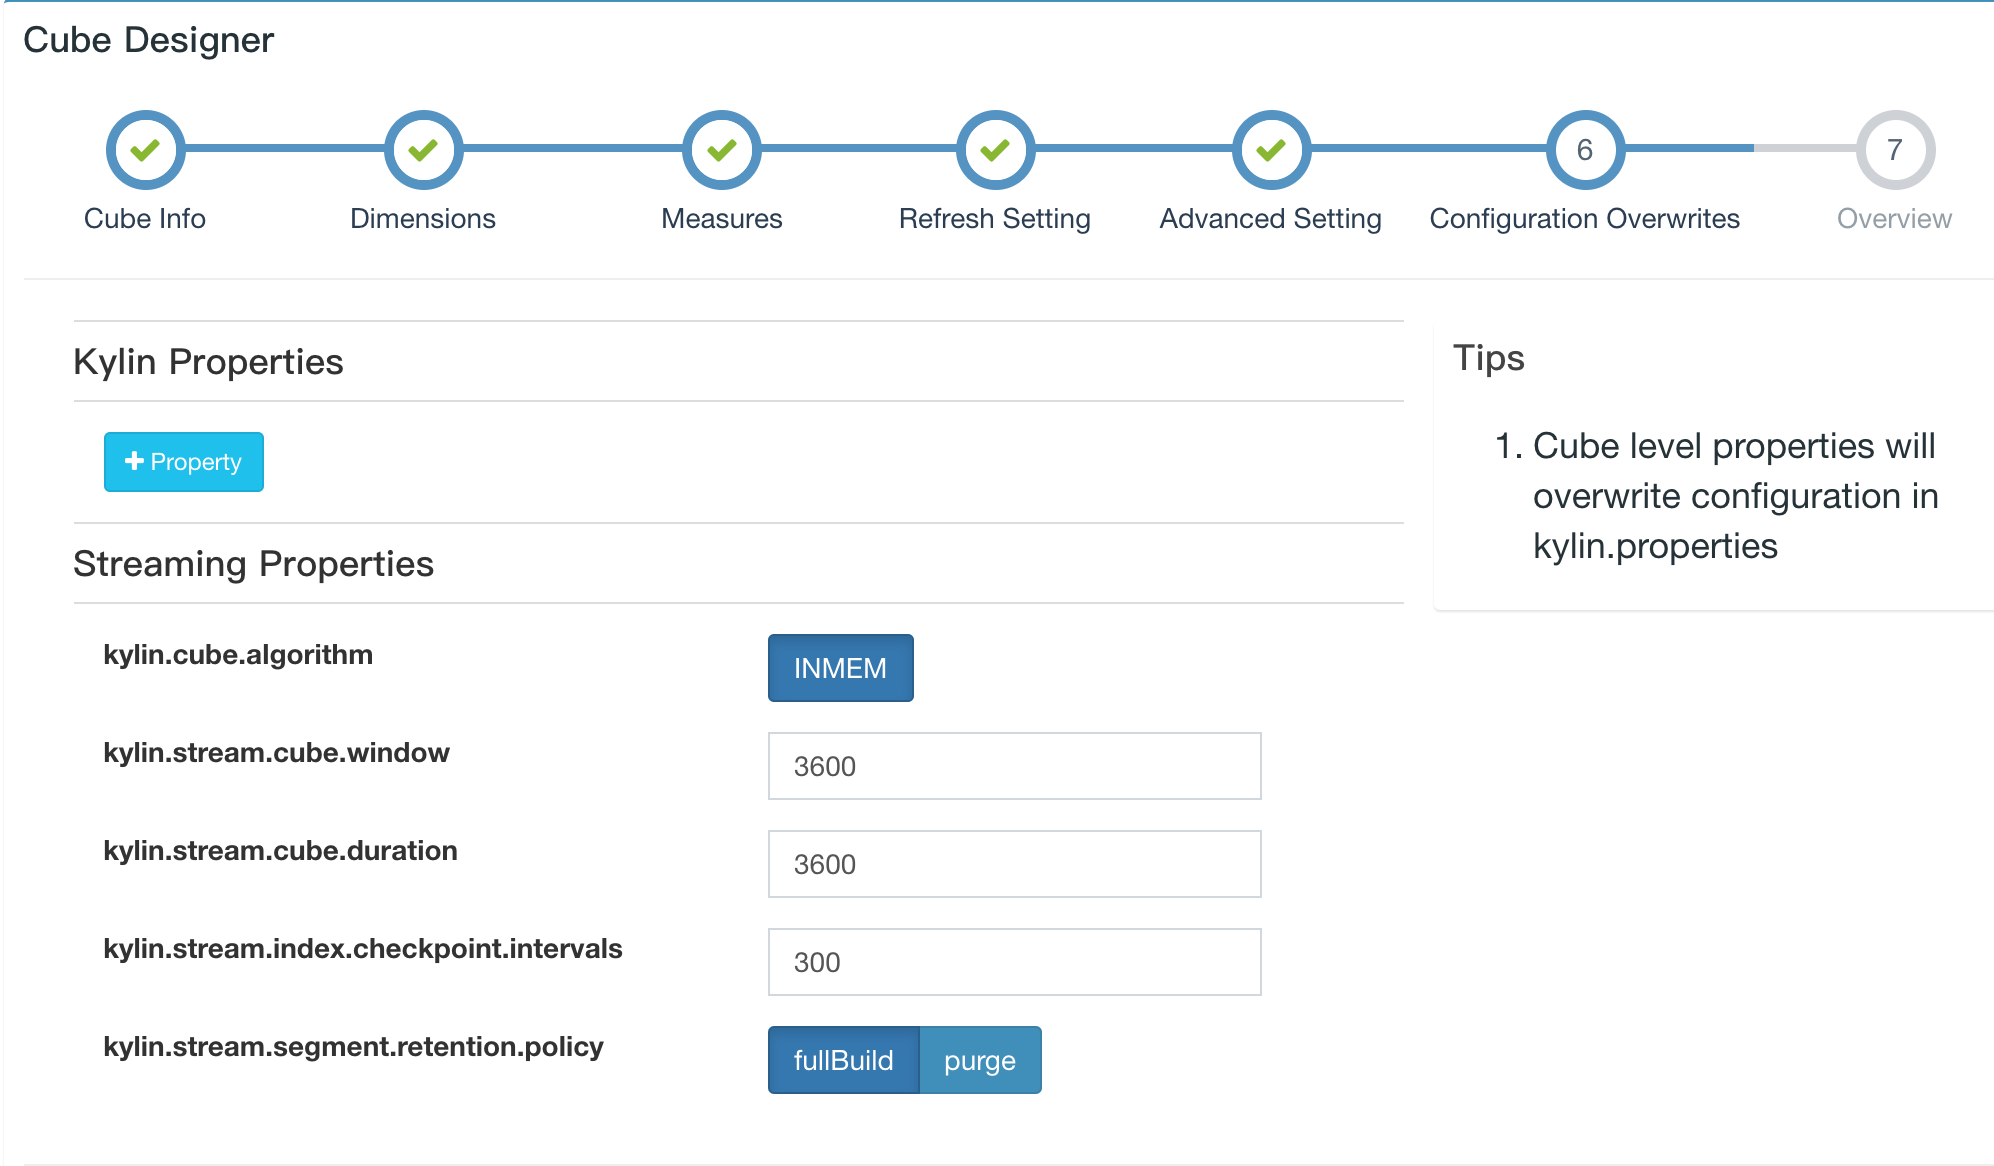 Cube Designer
6
7
Cube Info
Dimensions
Measures
Refresh Setting
Advanced Setting
Configuration Overwrites
Overview
Kylin Properties
Property
Streaming Properties
kylin.cube.algorithm
INMEM
kylin.stream.cube.window
3600
kylin.stream.cube.duration
3600
kylin.stream.index.checkpoint.intervals
300
kylin.stream.segment.retention.policy
fullBuild
purge
Tips
1. Cube level properties will
overwrite configuration in
kylin.properties